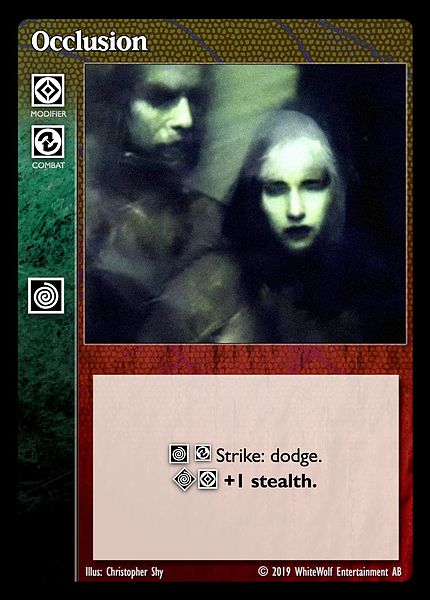 Occlusion
MODIFIER
COMBAT
Strike: dodge.
+1 stealth.
Illus: Christopher Shy © 2019 WhiteWolf Entertainment AB